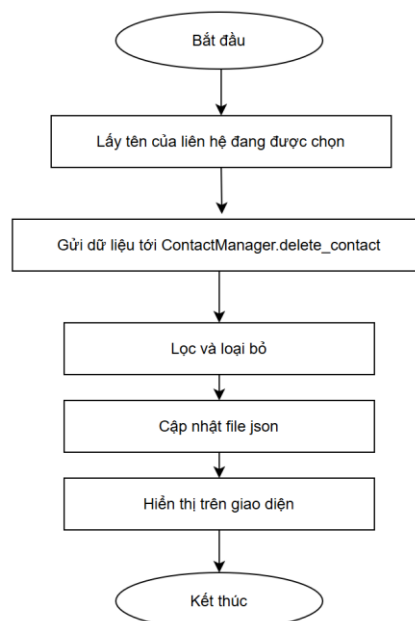 Bắt đầu
Lấy tên của liên hệ đang được chọn
Gửi dữ liệu tới ContactManager.delete_contact
Lọc và loại bỏ
Cập nhật file json
Hiển thị trên giao diện
Kết thúc